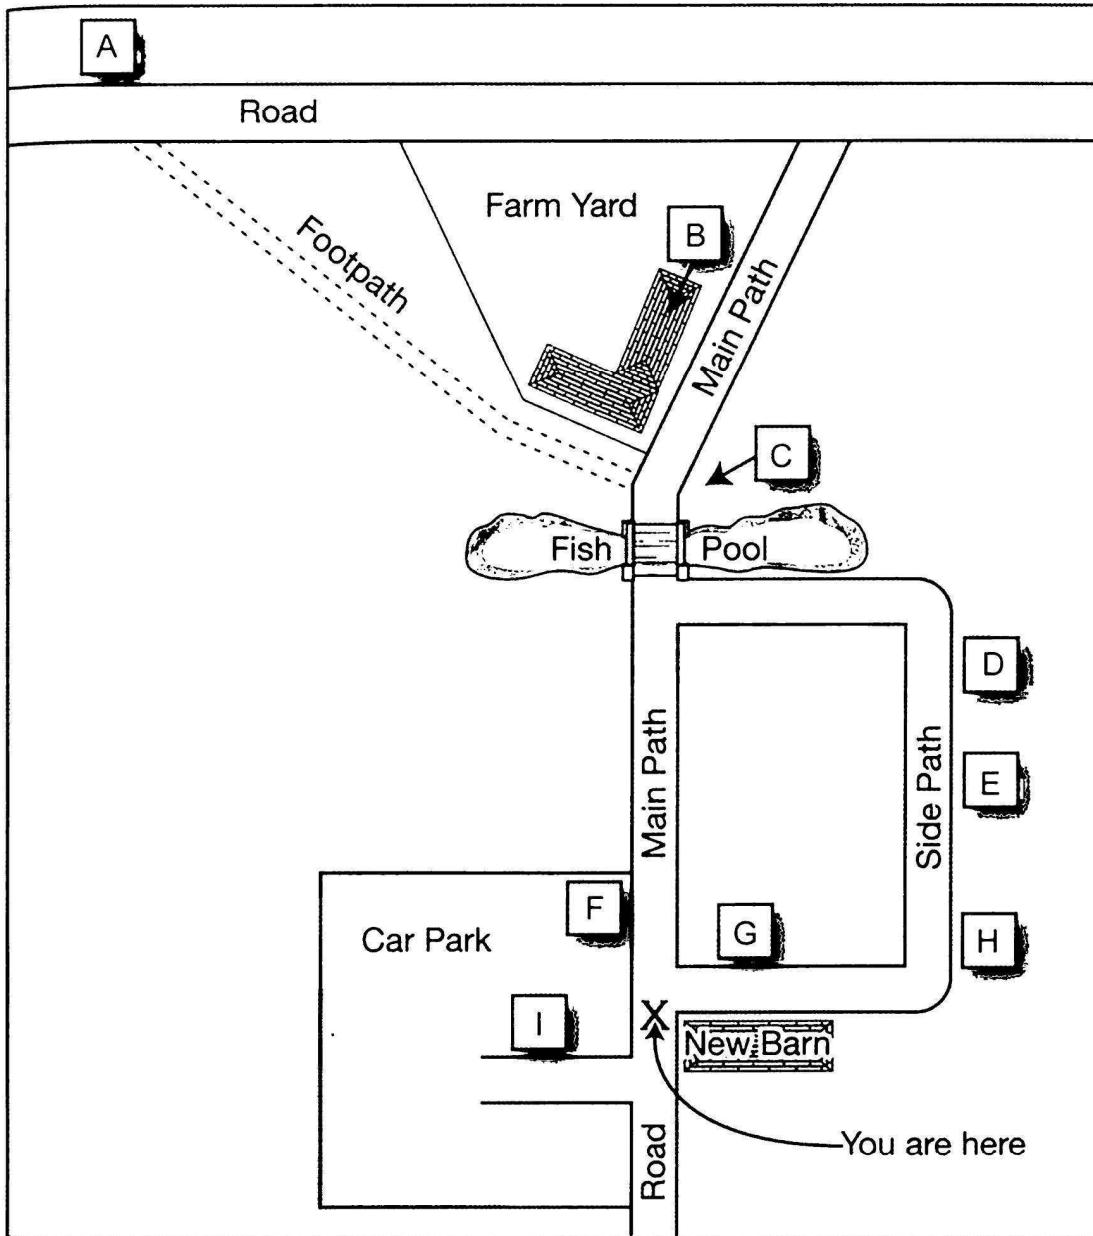 A
Road
Farm Yard
B
Footpath
Main Path
C
Fish Pool
D
Main Path
Side Path
E
F
Car Park
G
H
I
X
New Barn
You are here
Road